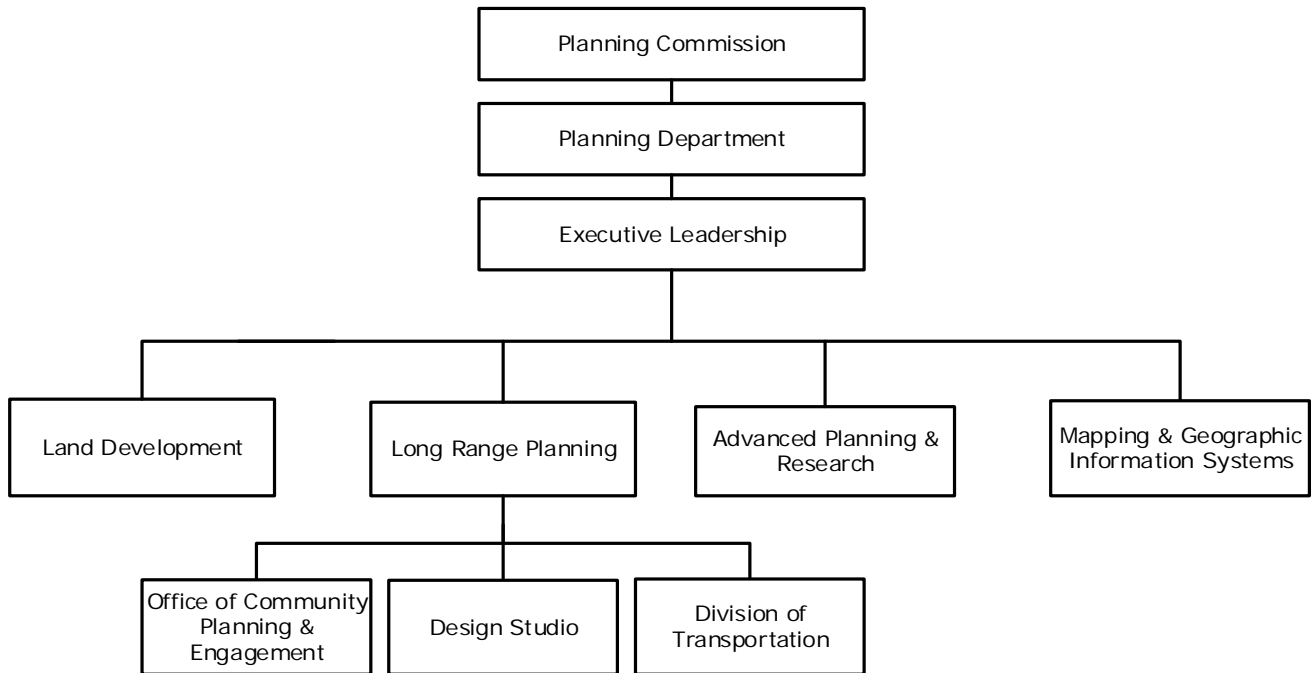 Planning Commission
Planning Department
Executive Leadership
Land Development
Long Range Planning
Advanced Planning &
Research
Mapping & Geographic
Information Systems
Office of Community
Planning &
Engagement
Design Studio
Division of
Transportation